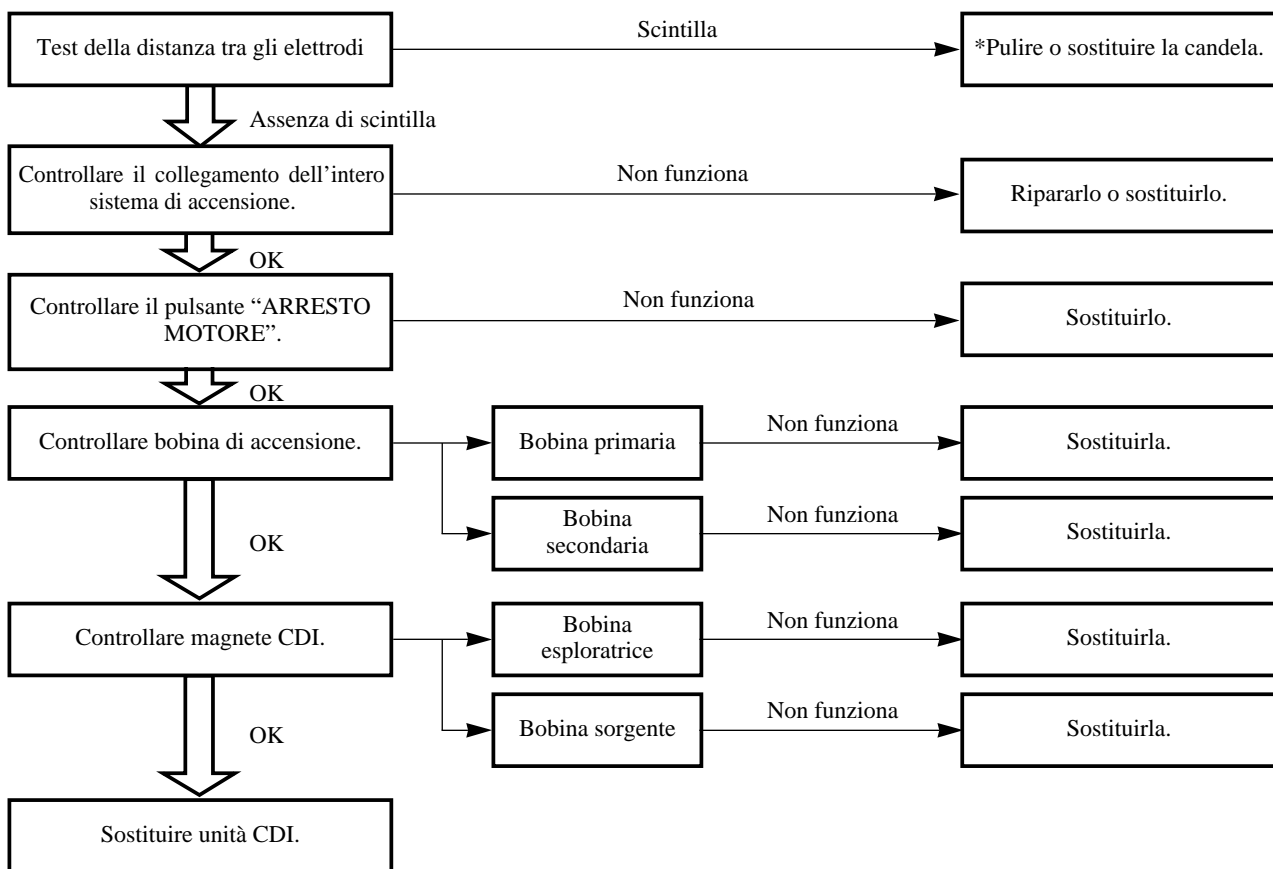 Test della distanza tra gli elettrodi
Scintilla
*Pulire o sostituire la candela.
Assenza di scintilla
Controllare il collegamento dell’intero
sistema di accensione.
Non funziona
Ripararlo o sostituirlo.
OK
Controllare il pulsante “ARRESTO
MOTORE”.
Non funziona
Sostituirlo.
OK
Controllare bobina di accensione.
Bobina primaria
Non funziona
Sostituirla.
Bobina
secondaria
Non funziona
Sostituirla.
OK
Controllare magnete CDI.
Bobina
esploratrice
Non funziona
Sostituirla.
Bobina sorgente
Non funziona
Sostituirla.
OK
Sostituire unità CDI.